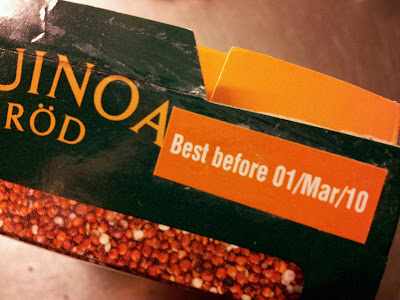 UINOA
RÖD
Best before 01/Mar/10